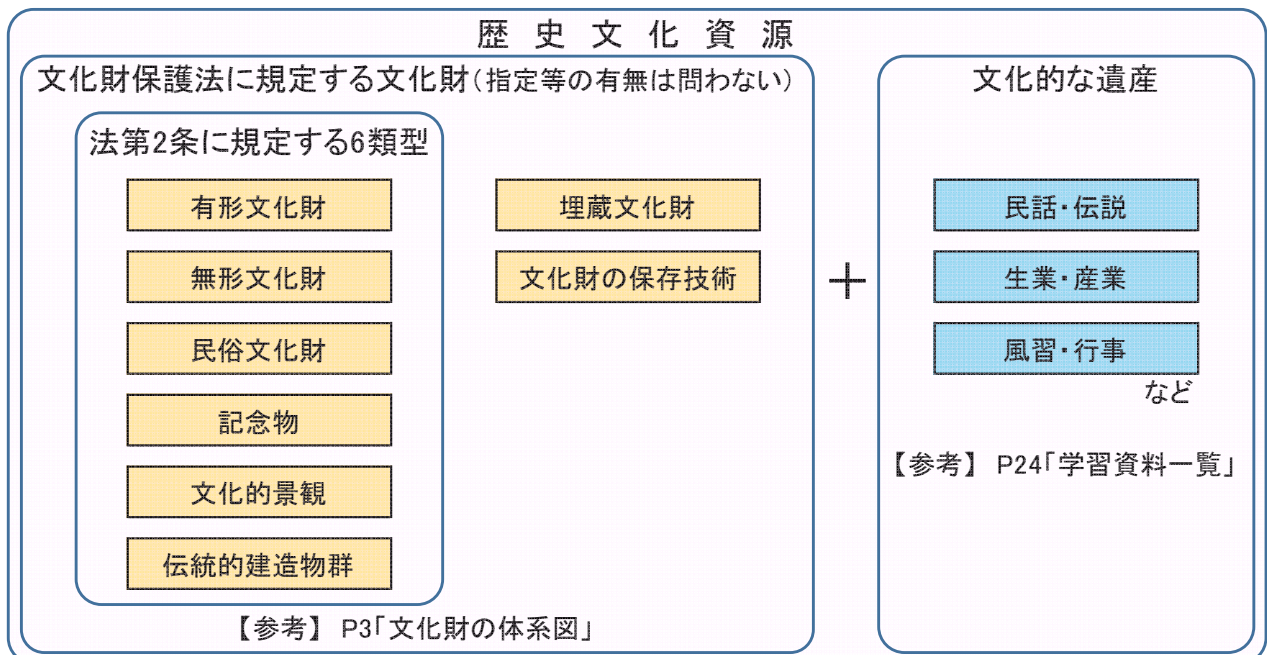 歴史文化資源
文化財保護法に規定する文化財(指定等の有無は問わない)
法第2条に規定する6類型
有形文化財
無形文化財
民俗文化財
記念物
文化的景観
伝統的建造物群
埋蔵文化財
文化財の保存技術
【参考】 P3「文化財の体系図」
＋
文化的な遺産
民話・伝説
生業・産業
風習・行事
など
【参考】 P24「学習資料一覧」